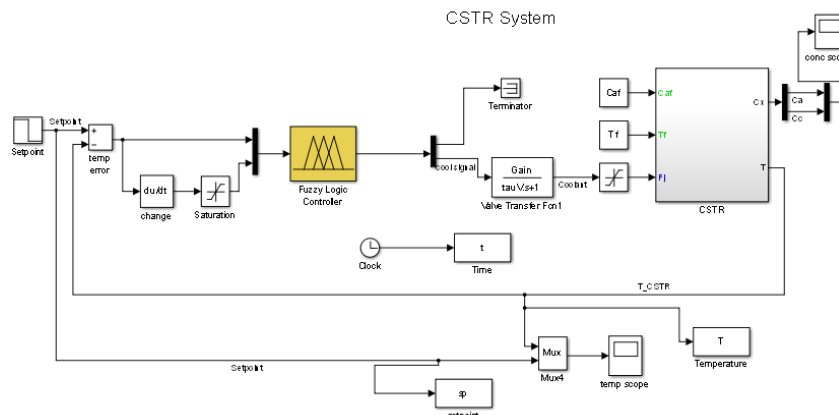 CSTR System
conc sco
Caf
Caf
Terminator
Cx
Ca
Cc
Setpoint
+
−
Setpoint
temp
error
Tf
Tf
cool signal
Gain
tauV.s+1
Coolant
Fj
T
du/dt
change
Saturation
Fuzzy Logic
Controller
Valve Transfer Fcn1
CSTR
t
Clock
Time
T_CSTR
T
Temperature
Mux
Mux4
temp scope
Setpoint
sp